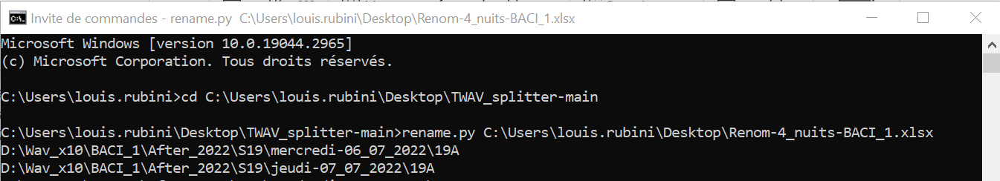 Invite de commandes - rename.py C:\Users\louis.rubini\Desktop\Renom-4_nuits-BACI_1.xlsx
Microsoft Windows [version 10.0.19044.2965]
(c) Microsoft Corporation. Tous droits réservés.
C:\Users\louis.rubini>cd C:\Users\louis.rubini\Desktop\TWAV_splitter-main
C:\Users\louis.rubini\Desktop\TWAV_splitter-main>rename.py C:\Users\louis.rubini\Desktop\Renom-4_nuits-BACI_1.xlsx
D:\Wav_x10\BACI_1\After_2022\S19\mercredi-06_07_2022\19A
D:\Wav_x10\BACI_1\After_2022\S19\jeudi-07_07_2022\19A